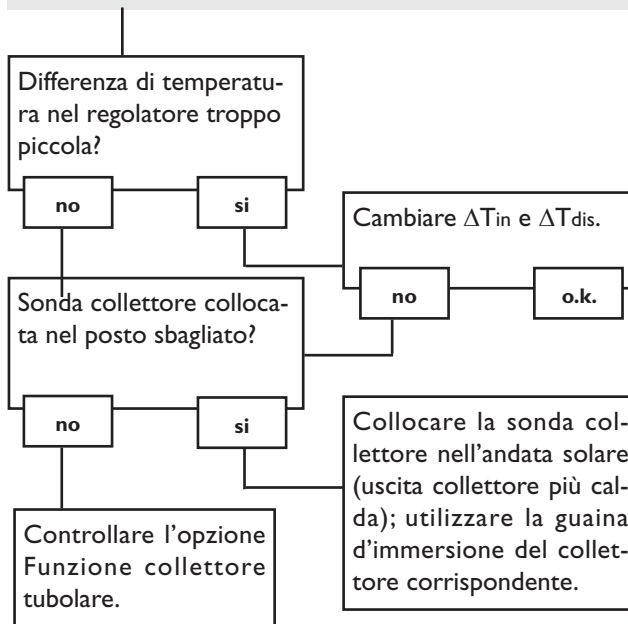 Differenza di temperatu-
ra nel regolatore troppo
piccola?
no
si
Cambiare ΔTin e ΔTdis.
no
o.k.
Sonda collettore colloca-
ta nel posto sbagliato?
no
si
Collocare la sonda col-
lettore nell'andata solare
(uscita collettore più cal-
da); utilizzare la guaina
d'immersione del collet-
tore corrispondente.
Controllare l'opzione
Funzione collettore
tubolare.